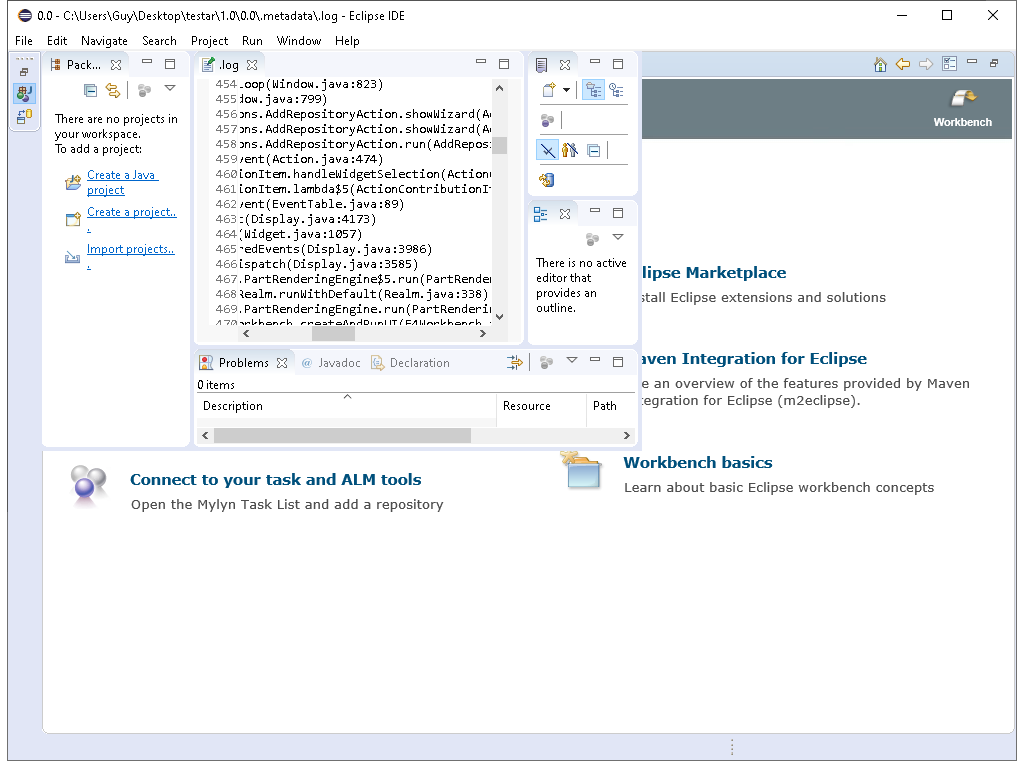 0.0 - C:\Users\Guy\Desktop\testar\1.0\0.0\.metadata\.log - Eclipse IDE
File Edit Navigate Search Project Run Window Help
Pack...
There are no projects in
your workspace.
To add a project:
Create a Java
project
Create a project..
.
Import projects..
.
.log
454 .oop(Window.java:823)
455 dow.java:799)
456 ons.AddRepositoryAction.showWizard(A
457 ons.AddRepositoryAction.showWizard(A
458 ons.AddRepositoryAction.run(AddRepos
459 vent(Action.java:474)
460 ionItem.handleWidgetSelection(Action
461 ionItem.lambda$5(ActionContributionI
462 vent(EventTable.java:89)
463 :(Display.java:4173)
464 (Widget.java:1057)
465 redEvents(Display.java:3986)
466 ispatch(Display.java:3585)
467 .PartRenderingEngine$5.run(PartRende
468 Realm.runWithDefault(Realm.java:338)
469 .PartRenderingEngine.run(PartRenderi
470 rkbench.createAndRunUI(E4Workbench.
There is no active
editor that
provides an
outline.
Problems @ Javadoc Declaration
0 items
Description Resource Path
Workbench
lipse Marketplace
stall Eclipse extensions and solutions
aven Integration for Eclipse
e an overview of the features provided by Maven
tegration for Eclipse (m2eclipse).
Connect to your task and ALM tools
Open the Mylyn Task List and add a repository
Workbench basics
Learn about basic Eclipse workbench concepts